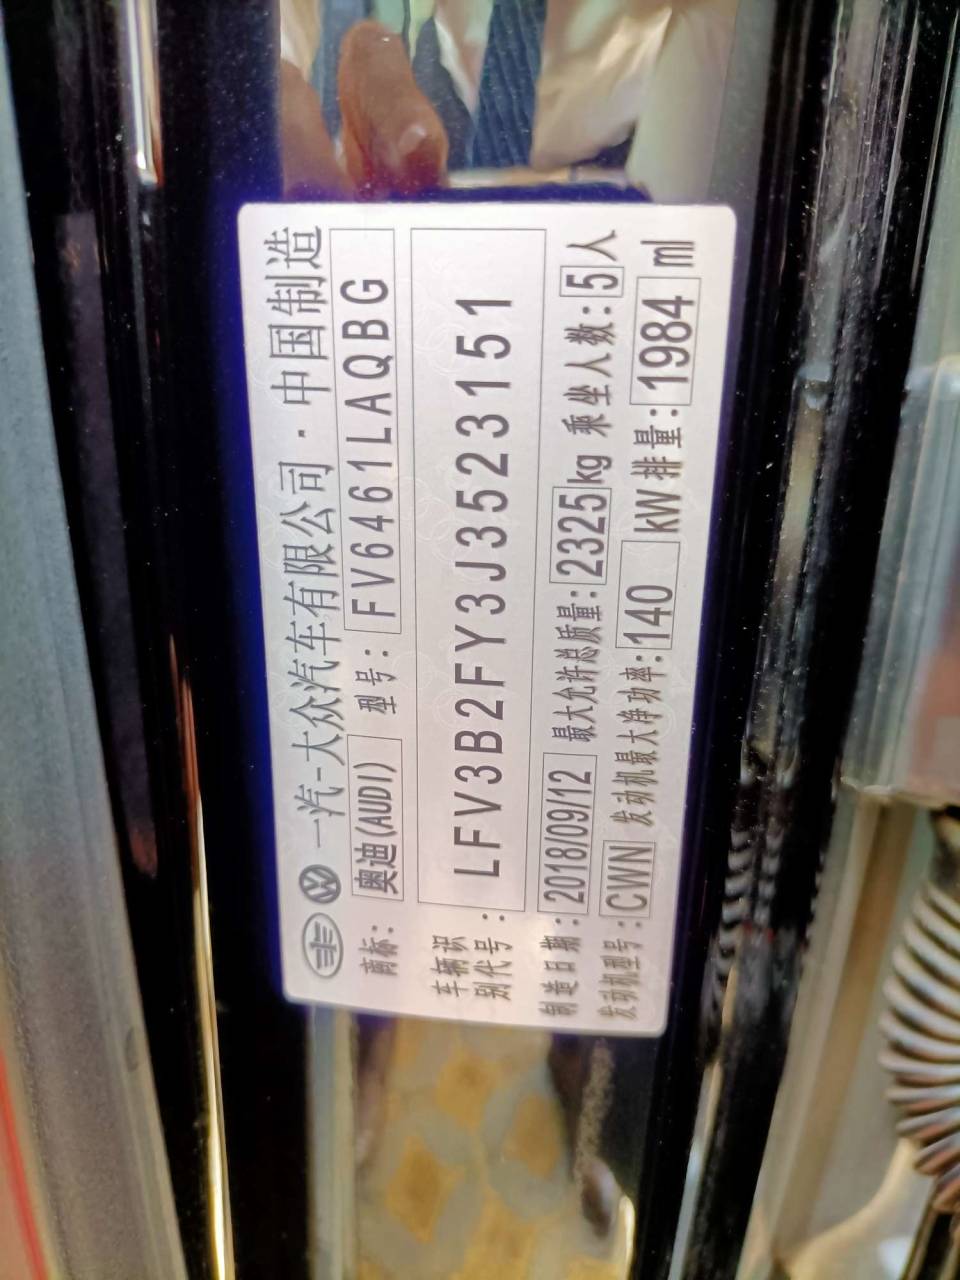 一汽-大众汽车有限公司·中国制造
商标: 奥迪(AUDI) 型号: FV6461LAQBG
车辆识别代号: LFV3B2FY3J3523151
制造日期: 2018/09/12 最大允许总质量: 2325kg 乘坐人数: 5人
发动机型号: CWN 发动机最大净功率: 140 kW 排量: 1984 ml